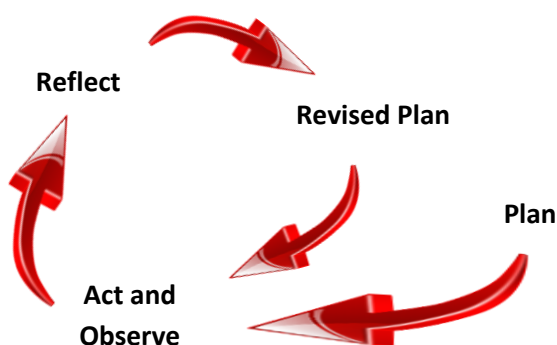 Reflect
Revised Plan
Plan
Act and
Observe